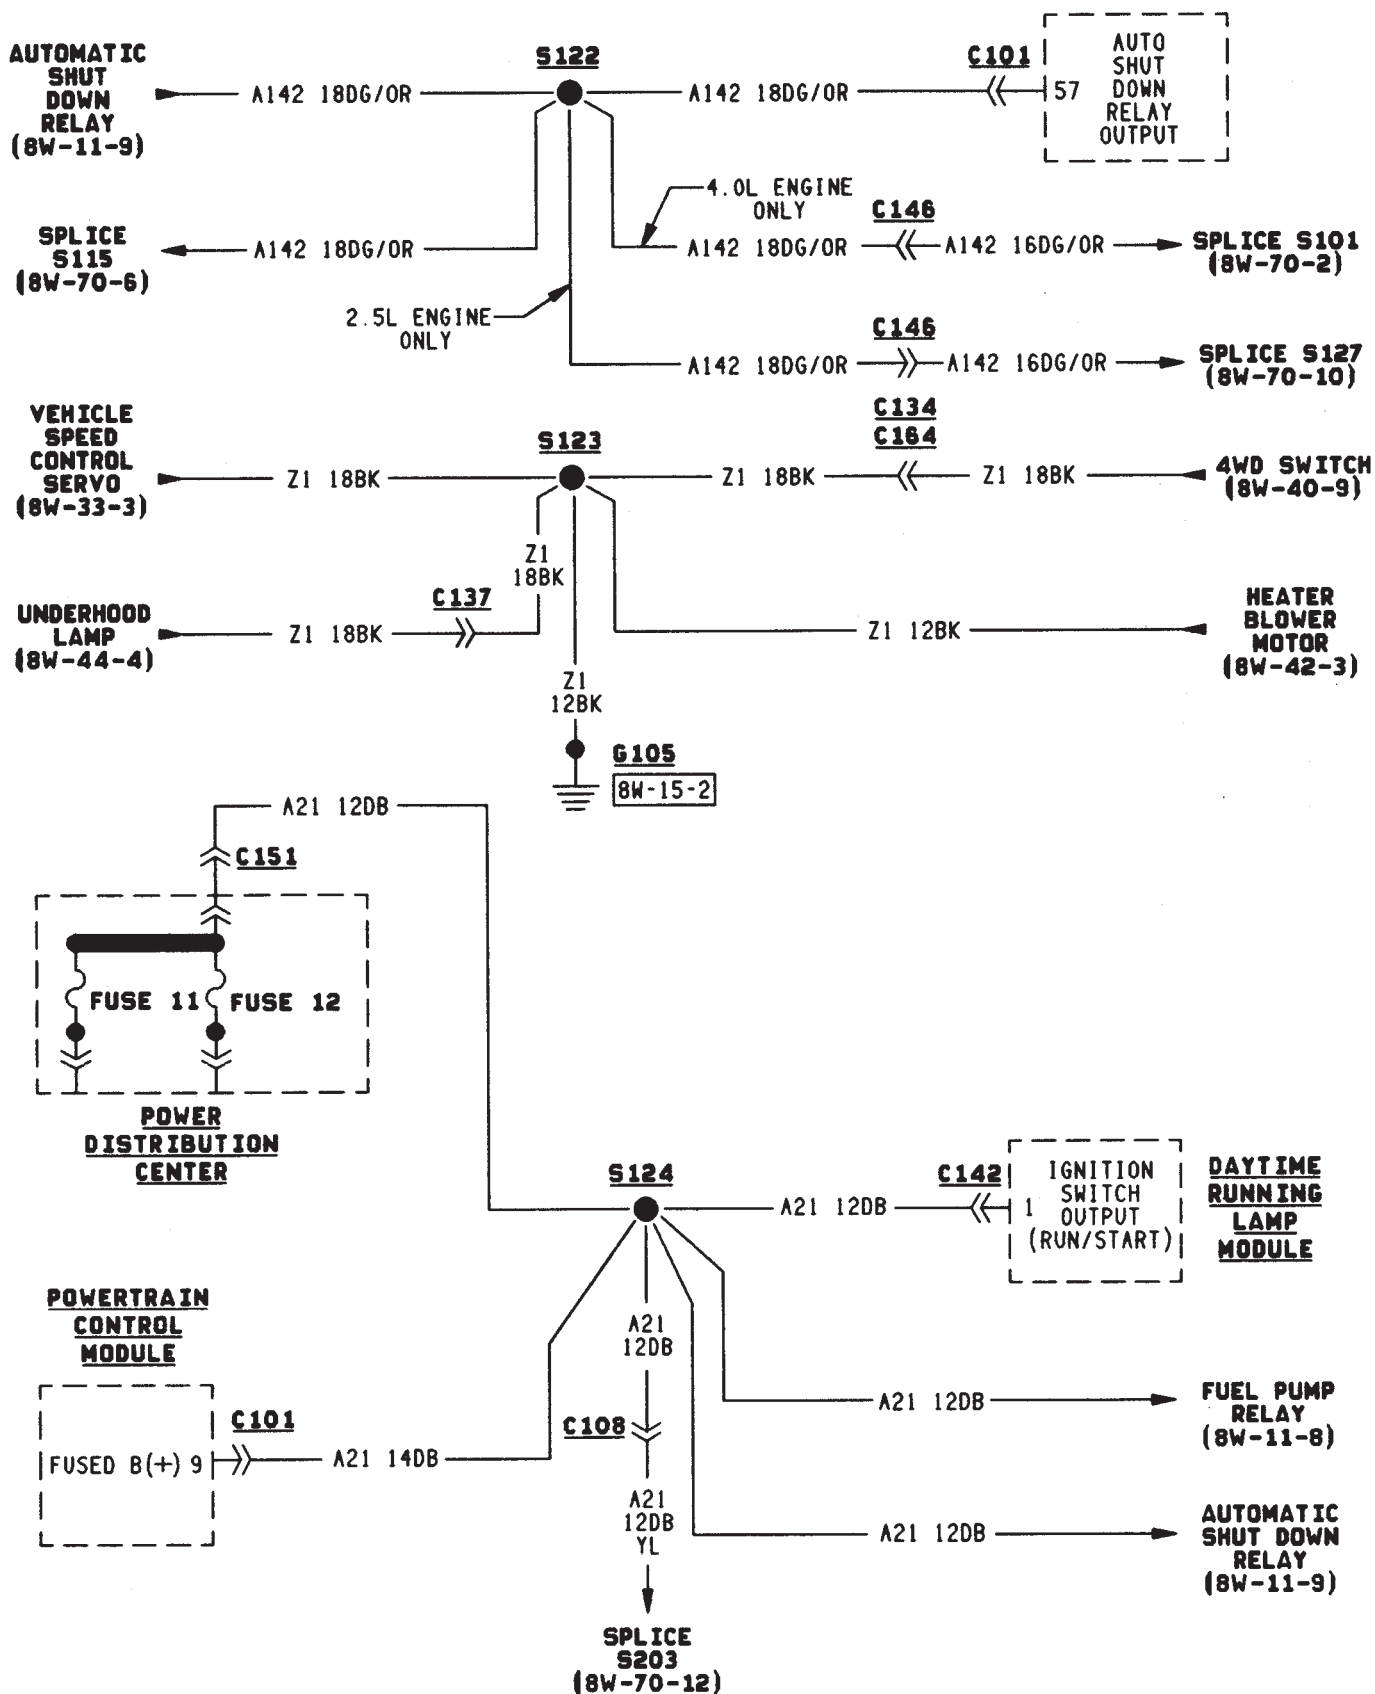 AUTOMATIC
SHUT
DOWN
RELAY
(8W-11-9)
A142 18DG/OR
S122
A142 18DG/OR
C101
57
AUTO
SHUT
DOWN
RELAY
OUTPUT
4.0L ENGINE
ONLY
SPLICE
S115
(8W-70-6)
A142 18DG/OR
A142 18DG/OR
C146
A142 16DG/OR
SPLICE S101
(8W-70-2)
2.5L ENGINE
ONLY
A142 18DG/OR
C146
A142 16DG/OR
SPLICE S127
(8W-70-10)
VEHICLE
SPEED
CONTROL
SERVO
(8W-33-3)
Z1 18BK
S123
Z1 18BK
C134
C164
Z1 18BK
4WD SWITCH
(8W-40-9)
Z1
18BK
UNDERHOOD
LAMP
(8W-44-4)
Z1 18BK
C137
Z1 12BK
HEATER
BLOWER
MOTOR
(8W-42-3)
Z1
12BK
G105
8W-15-2
A21 12DB
C151
FUSE 11
FUSE 12
POWER
DISTRIBUTION
CENTER
S124
A21 12DB
C142
1
IGNITION
SWITCH
OUTPUT
(RUN/START)
DAYTIME
RUNNING
LAMP
MODULE
POWERTRAIN
CONTROL
MODULE
FUSED B(+) 9
C101
A21 14DB
A21
12DB
C108
A21
12DB
YL
SPLICE
S203
(8W-70-12)
A21 12DB
FUEL PUMP
RELAY
(8W-11-8)
A21 12DB
AUTOMATIC
SHUT DOWN
RELAY
(8W-11-9)